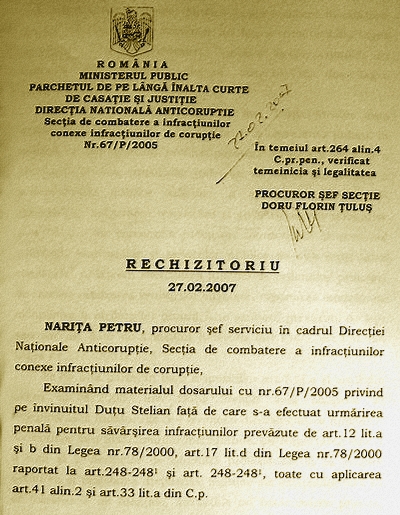 ROMÂNIA
MINISTERUL PUBLIC
PARCHETUL DE PE LÂNGĂ ÎNALTA CURTE
DE CASAŢIE ŞI JUSTIŢIE
DIRECŢIA NAŢIONALĂ ANTICORUPTIE
Secţia de combatere a infracţiunilor
conexe infracţiunilor de corupţie
Nr.67/P/2005
27.02.2007
În temeiul art.264 alin.4
C.pr.pen., verificat
temeinicia şi legalitatea
PROCUROR ŞEF SECŢIE
DORU FLORIN ŢULUŞ
RECHIZITORIU
27.02.2007
NARIŢA PETRU, procuror şef serviciu în cadrul Direcţiei
Naţionale Anticorupţie, Secţia de combatere a infracţiunilor
conexe infracţiunilor de corupţie,
Examinând materialul dosarului cu nr.67/P/2005 privind
pe învinuitul Duţu Stelian faţă de care s-a efectuat urmărirea
penală pentru săvârşirea infracţiunilor prevăzute de art.12 lit.a
şi b din Legea nr.78/2000, art.17 lit.d din Legea nr.78/2000
raportat la art.248-248¹ şi art. 248-248¹, toate cu aplicarea
art.41 alin.2 şi art.33 lit.a din C.p.